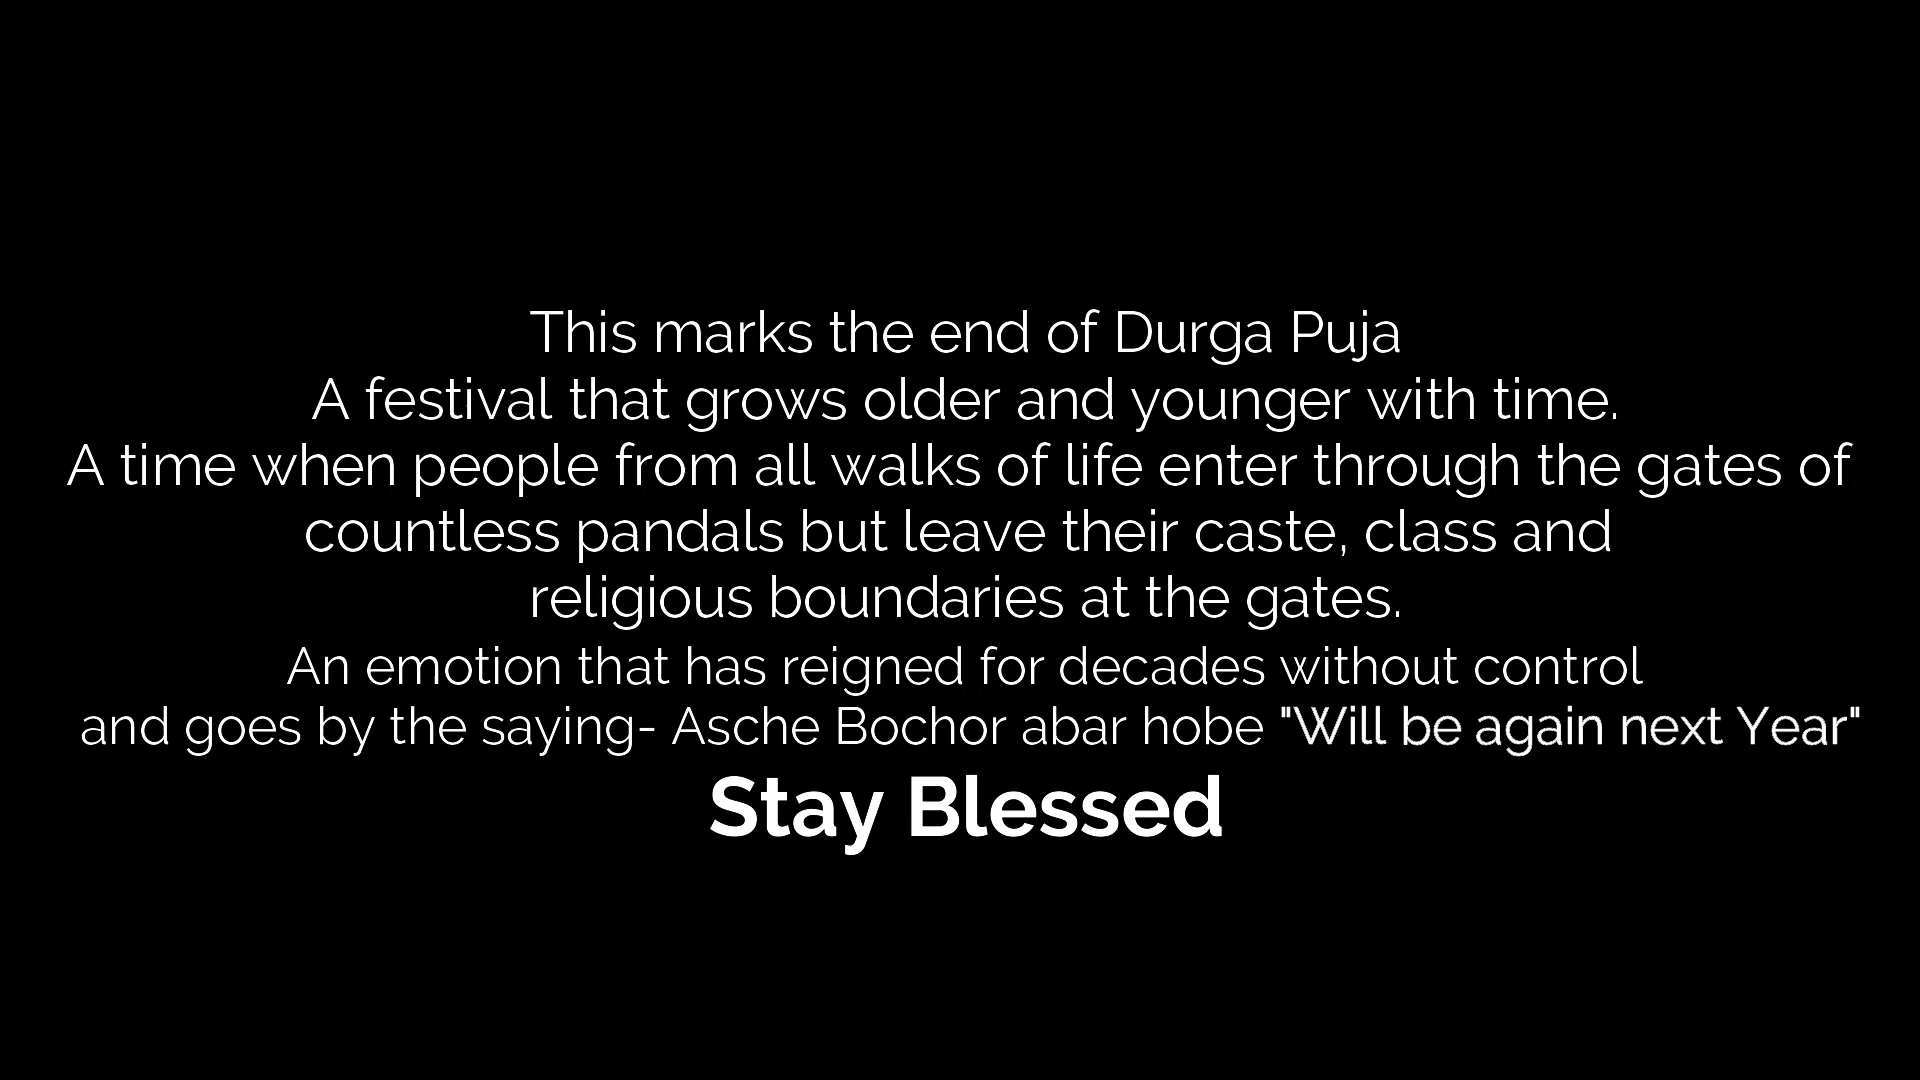 This marks the end of Durga Puja
A festival that grows older and younger with time.
A time when people from all walks of life enter through the gates of
countless pandals but leave their caste, class and
religious boundaries at the gates.
An emotion that has reigned for decades without control
and goes by the saying- Asche Bochor abar hobe "Will be again next Year"
Stay Blessed